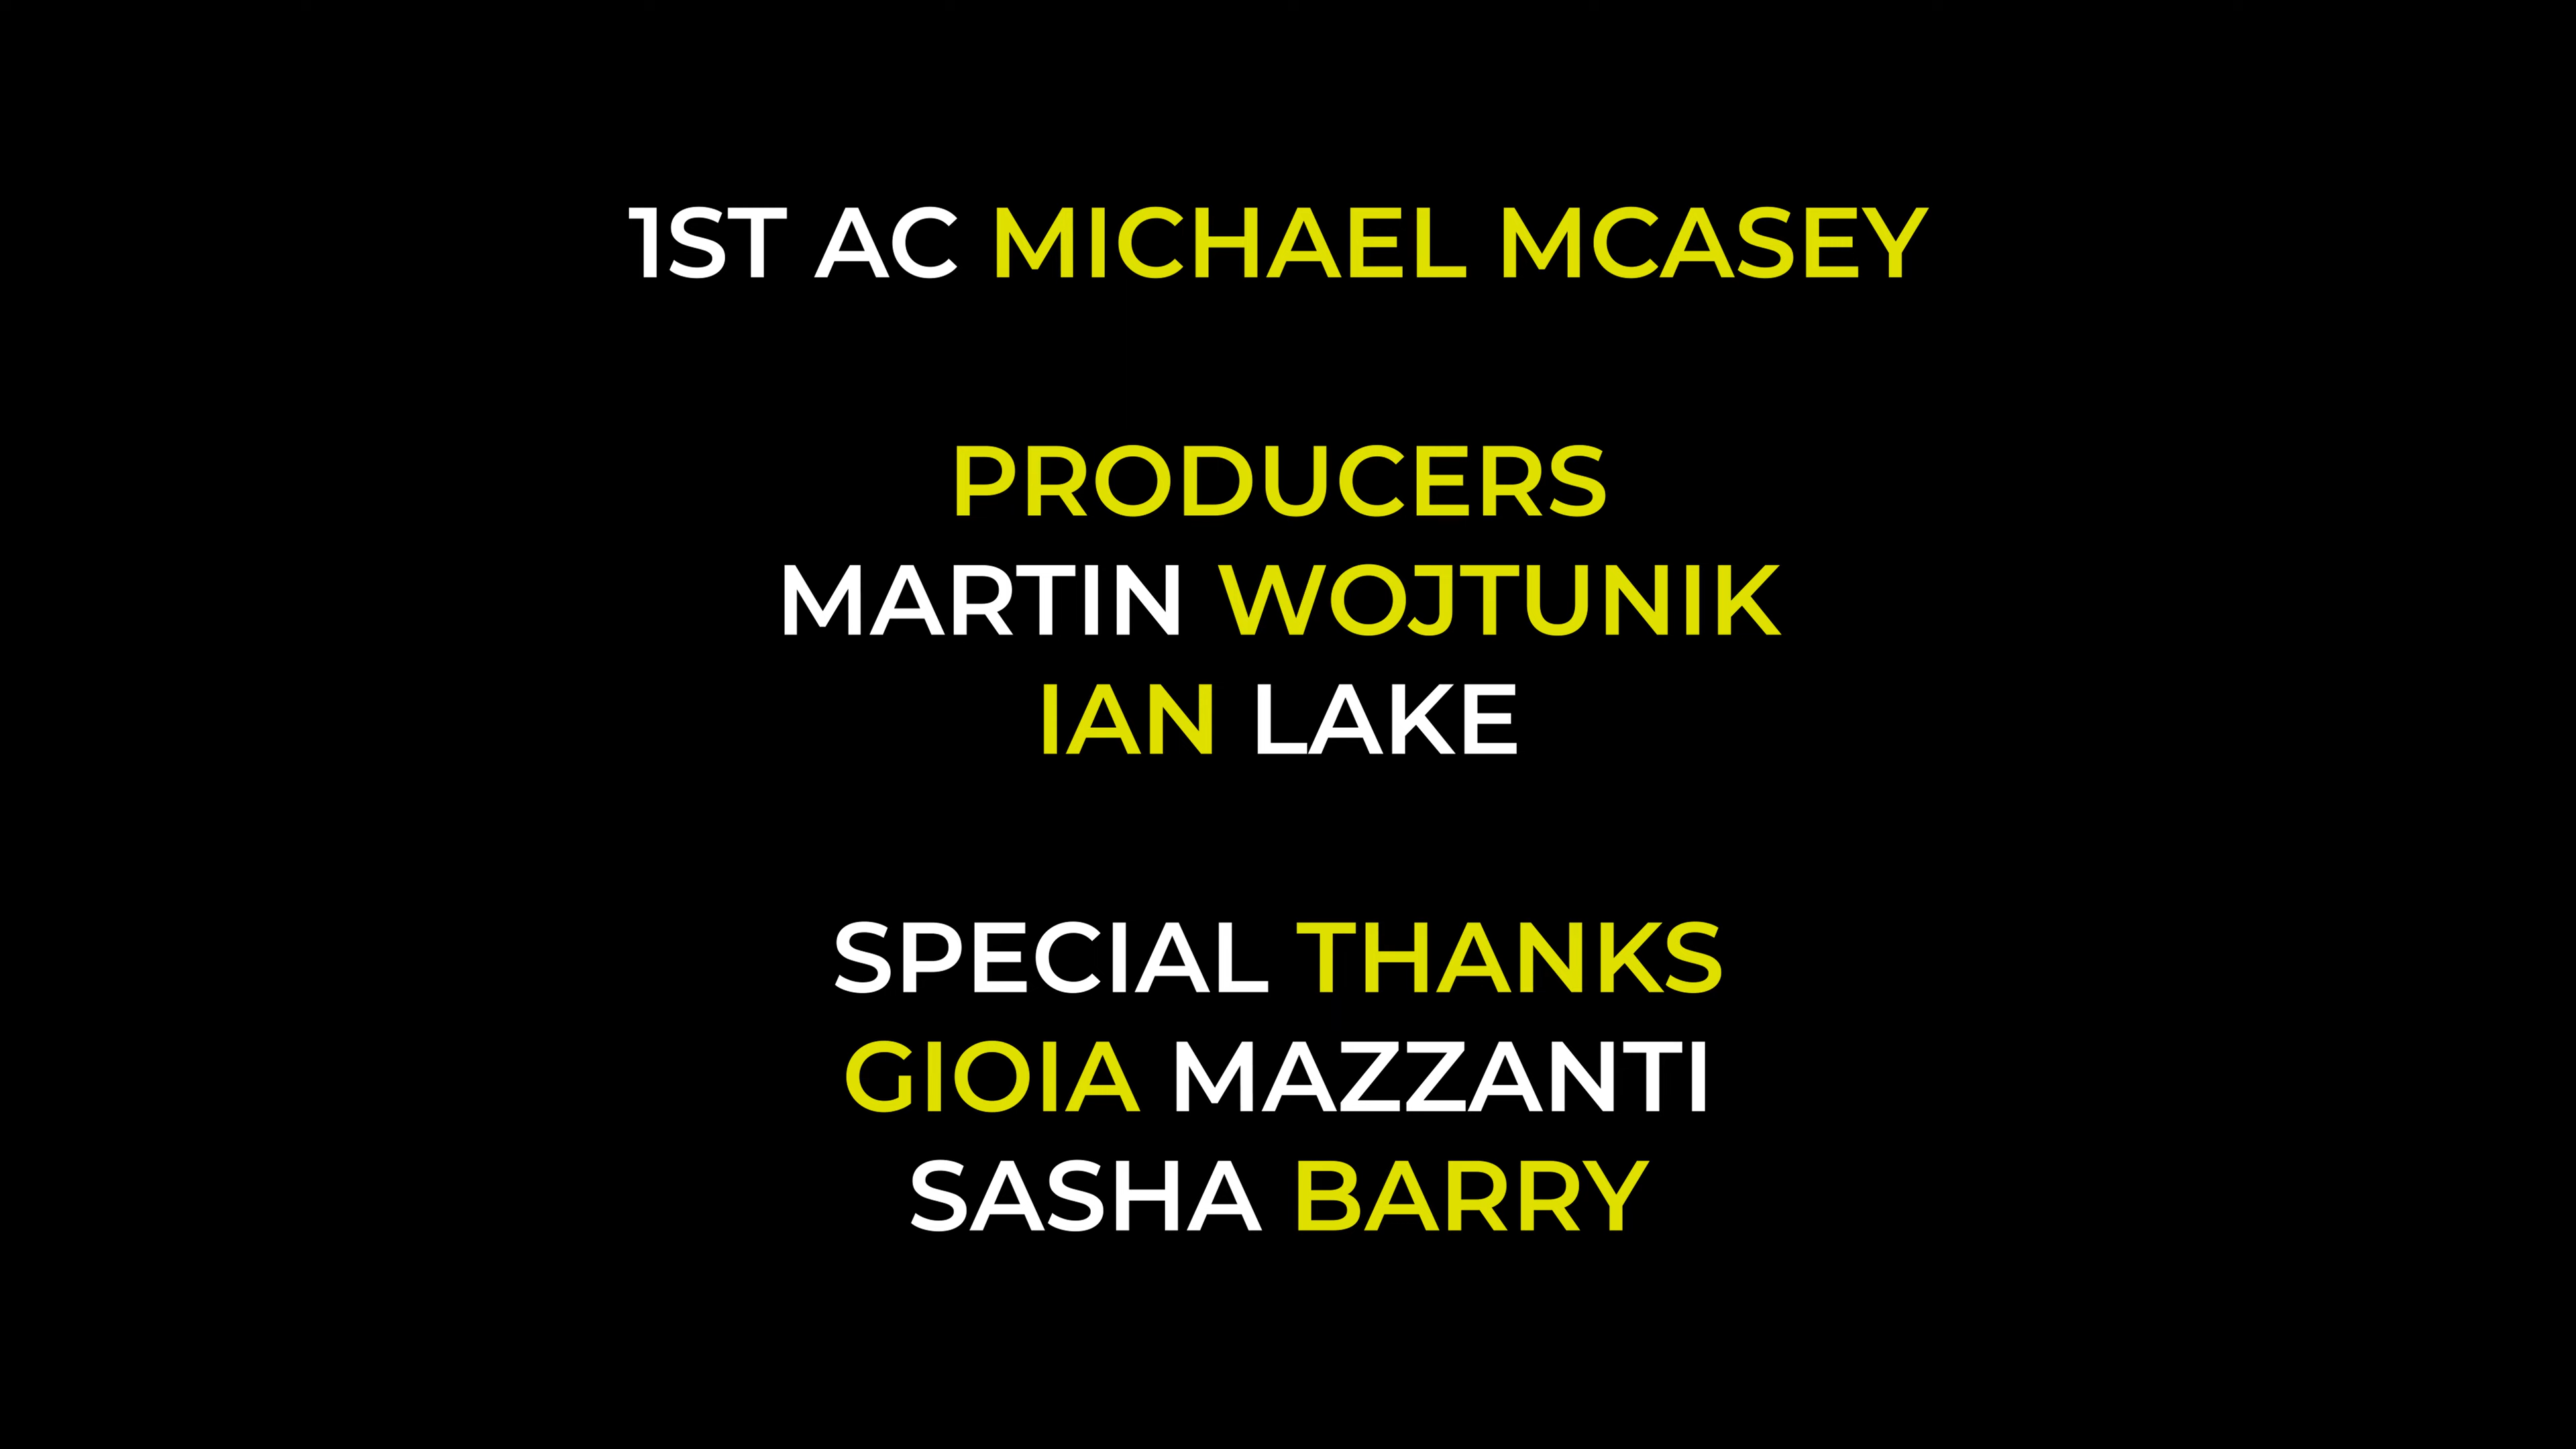 1ST AC MICHAEL MCASEY
PRODUCERS
MARTIN WOJTUNIK
IAN LAKE
SPECIAL THANKS
GIOIA MAZZANTI
SASHA BARRY